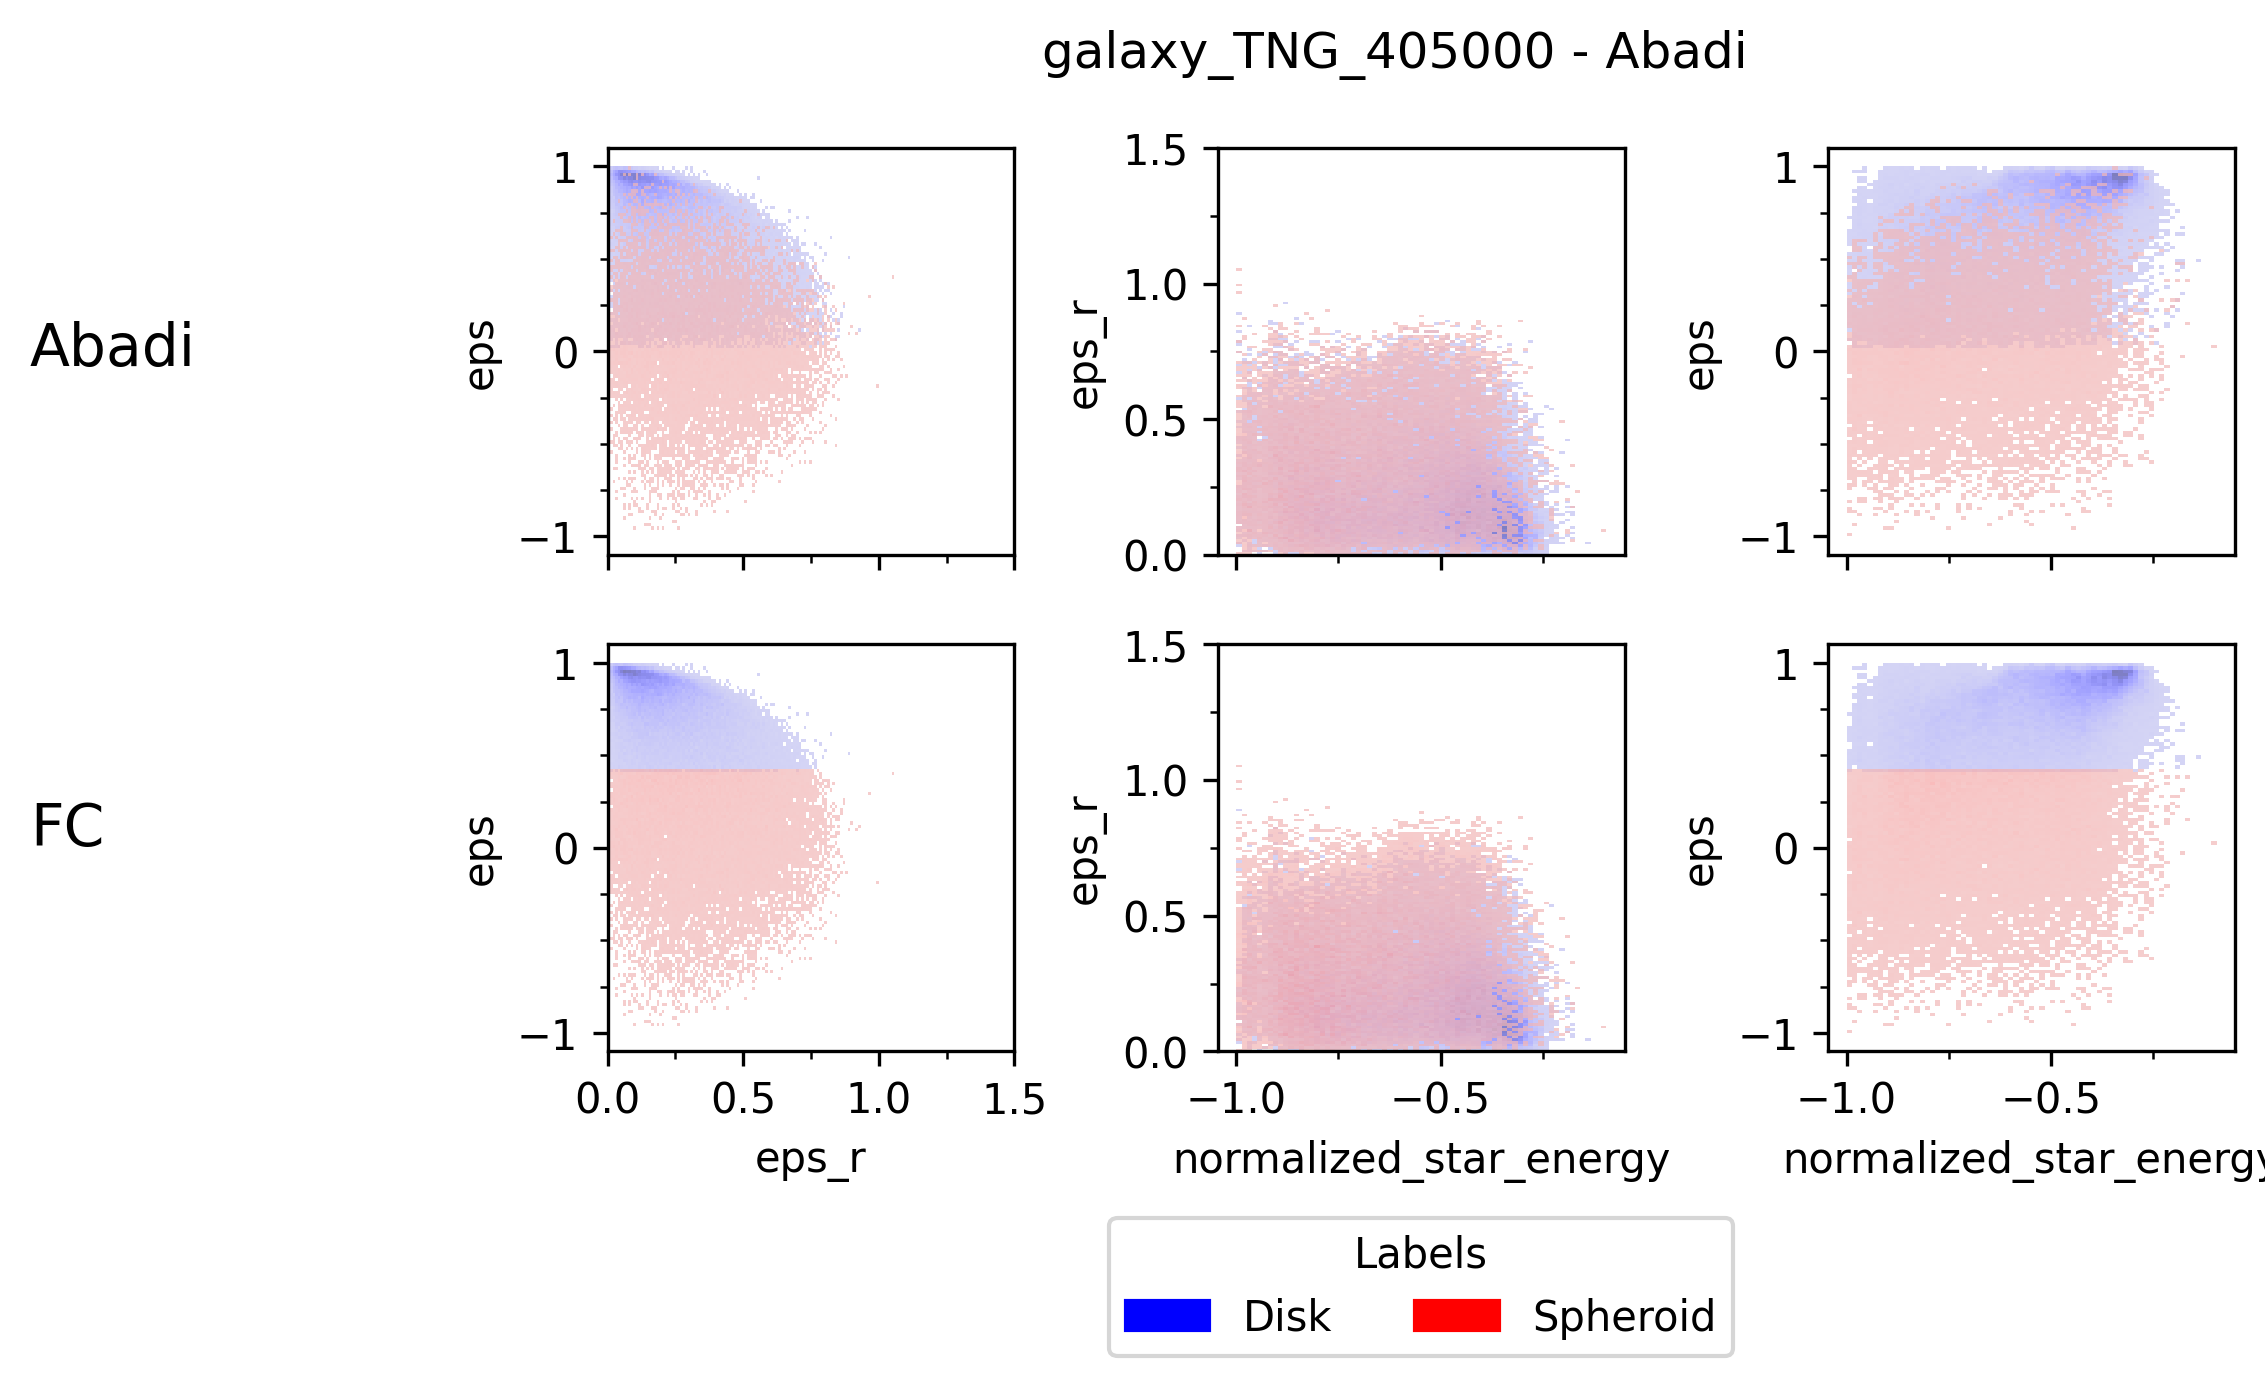 galaxy_TNG_405000 - Abadi
Abadi
eps
1
0
−1
eps_r
1.5
1.0
0.5
0.0
eps
1
0
−1
FC
eps
1
0
−1
0.0 0.5 1.0 1.5
eps_r
eps_r
1.5
1.0
0.5
0.0
−1.0 −0.5
normalized_star_energy
eps
1
0
−1
−1.0 −0.5
normalized_star_energy
Labels
Disk Spheroid